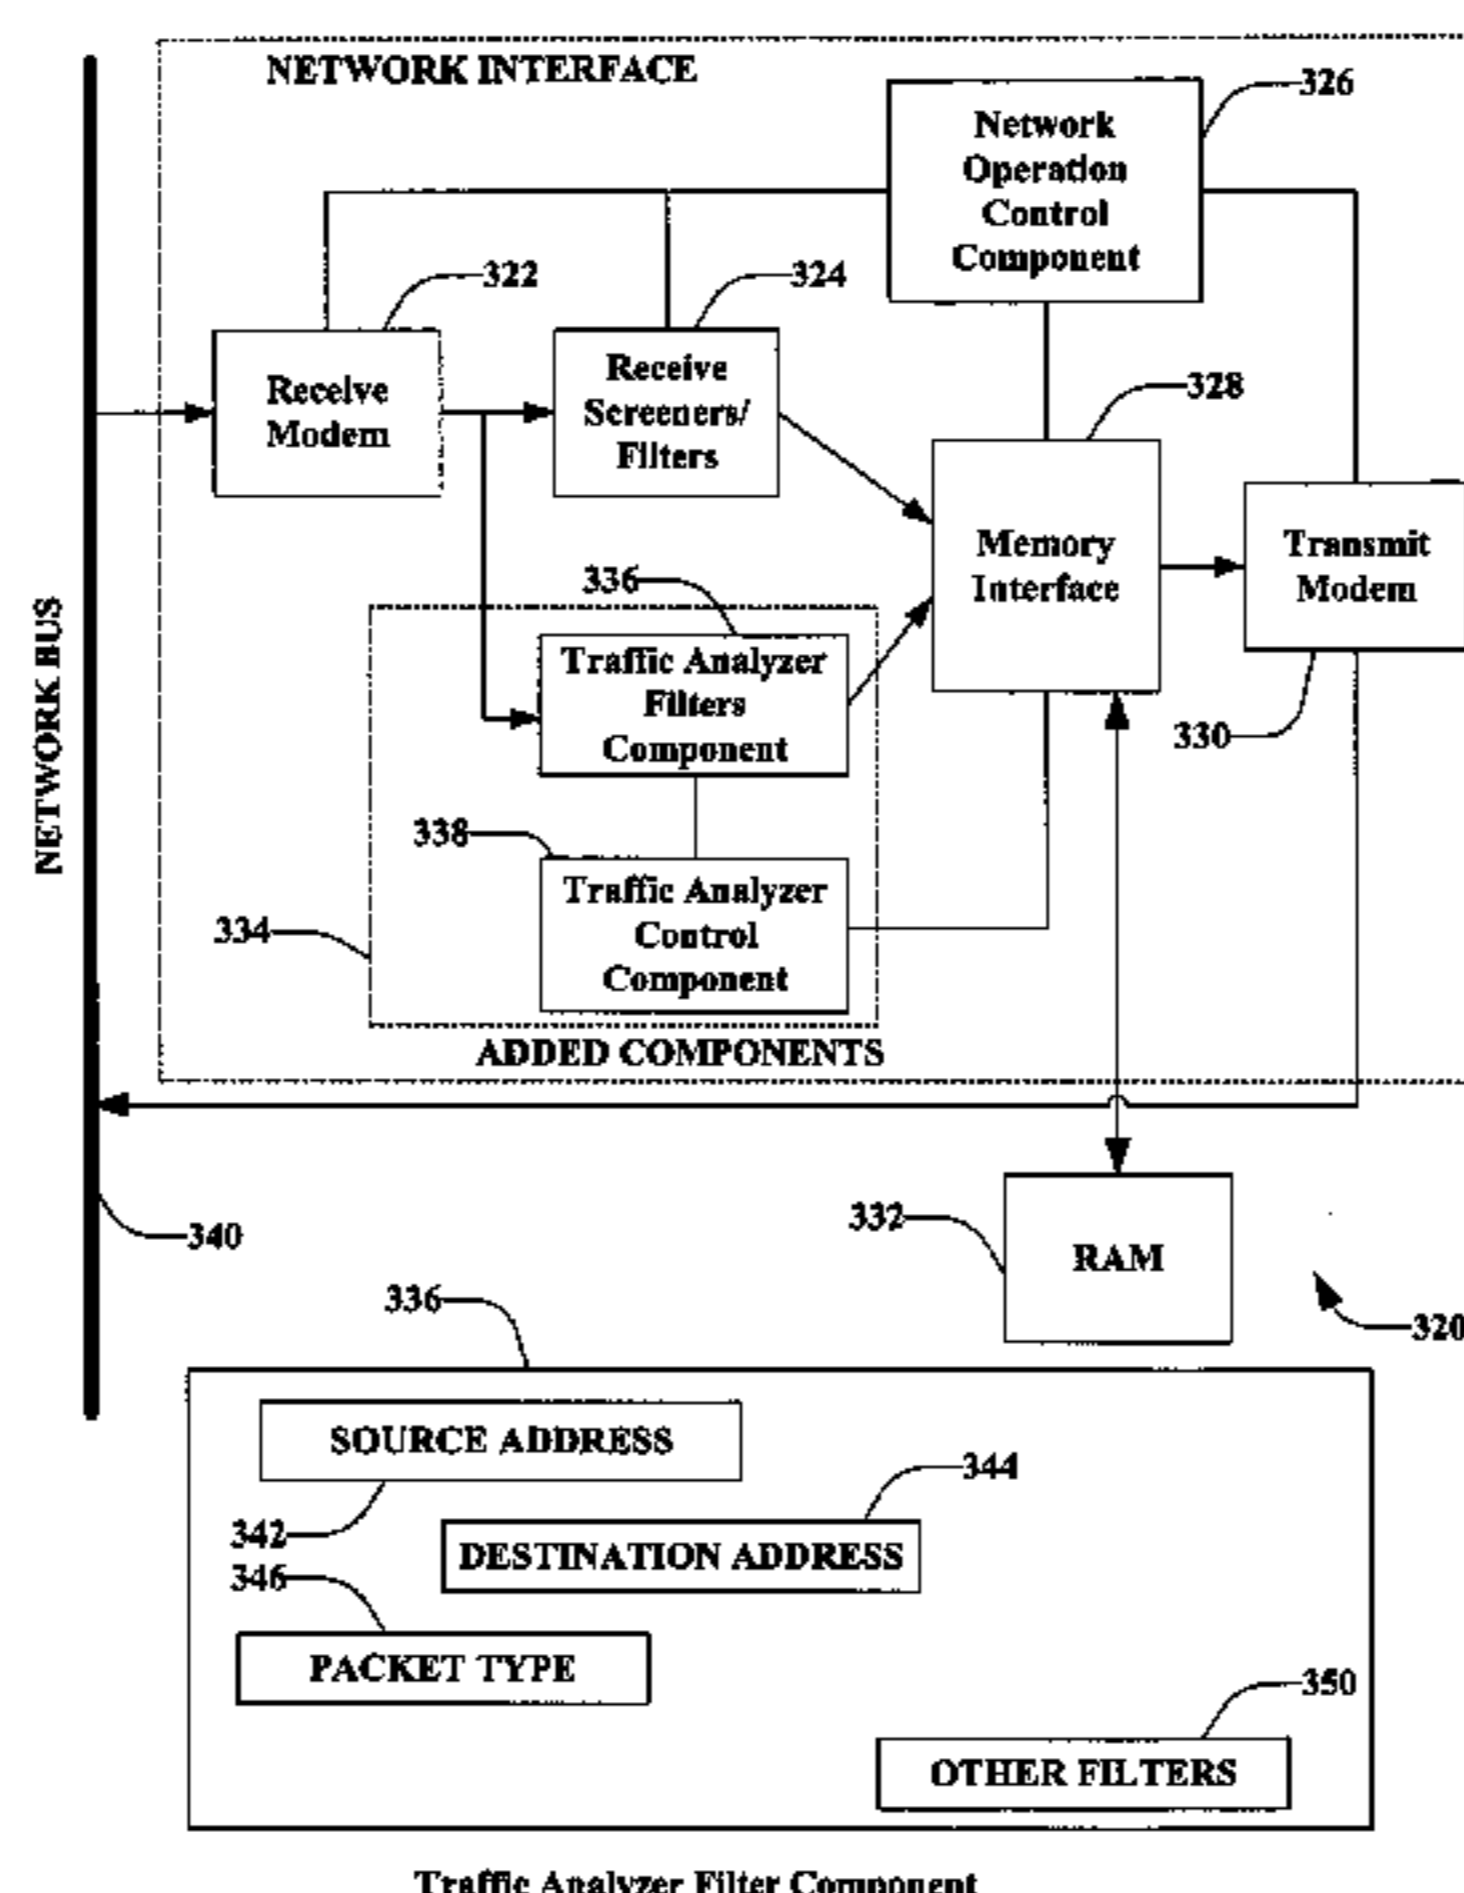 NETWORK INTERFACE
326
Network
Operation
Control
Component
322
324
Receive
Modem
Receive
Screeners/
Filters
328
Memory
Interface
Transmit
Modem
330
NETWORK BUS
336
Traffic Analyzer
Filters
Component
338
Traffic Analyzer
Control
Component
334
ADDED COMPONENTS
340
332
RAM
320
336
SOURCE ADDRESS
342
344
DESTINATION ADDRESS
346
PACKET TYPE
350
OTHER FILTERS
Traffic Analyzer Filter Component